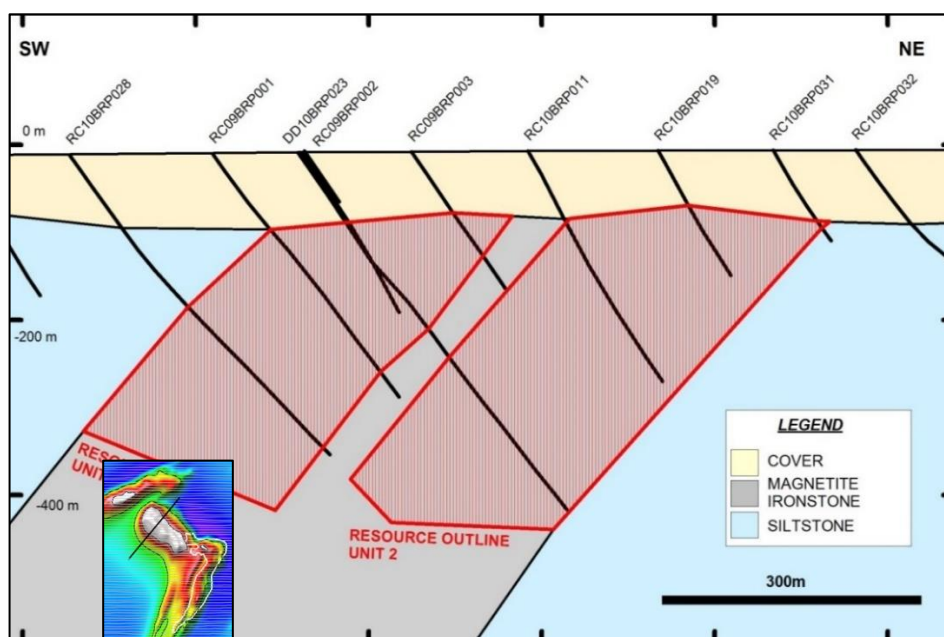 SW
NE
RC10BRP028
RC09BRP001
DD10BRP023
RC09BRP002
RC09BRP003
RC10BRP011
RC10BRP019
RC10BRP031
RC10BRP032
0 m
-200 m
-400 m
UNIT
RESOURCE OUTLINE
UNIT 2
LEGEND
COVER
MAGNETITE
IRONSTONE
SILTSTONE
300m